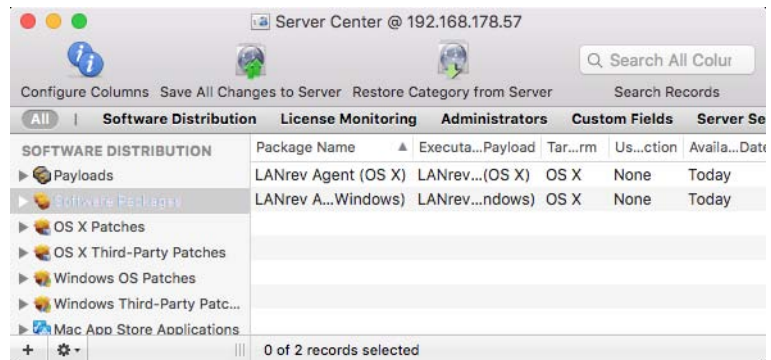 Server Center @ 192.168.178.57
Configure Columns Save All Changes to Server Restore Category from Server Search Records
Search All Colur
All | Software Distribution License Monitoring Administrators Custom Fields Server Se
SOFTWARE DISTRIBUTION
Payloads
Software Packages
OS X Patches
OS X Third-Party Patches
Windows OS Patches
Windows Third-Party Patc...
Mac App Store Applications
Package Name Executa...Payload Tar...rm Us...ction Availa...Date
LANrev Agent (OS X) LANrev...(OS X) OS X None Today
LANrev A...Windows) LANrev...ndows) OS X None Today
0 of 2 records selected